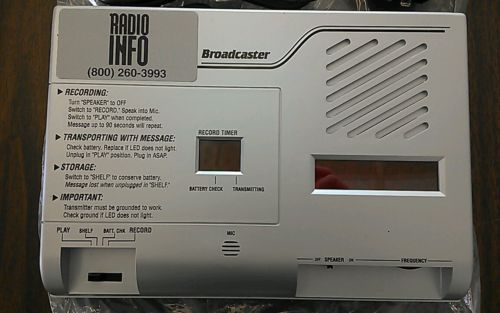 RADIO
INFO
(800) 260-3993
Broadcaster
RECORDING:
Turn "SPEAKER" to OFF
Switch to "RECORD." Speak into Mic.
Switch to "PLAY" when completed.
Message up to 90 seconds will repeat.
TRANSPORTING WITH MESSAGE:
Check battery. Replace if LED does not light.
Unplug in "PLAY" position. Plug in ASAP.
STORAGE:
Switch to "SHELF" to conserve battery.
Message lost when unplugged in "SHELF"
IMPORTANT:
Transmitter must be grounded to work.
Check ground if LED does not light.
RECORD TIMER
BATTERY CHECK TRANSMITTING
PLAY SHELF BATT. CHK RECORD
MIC
OFF SPEAKER ON FREQUENCY